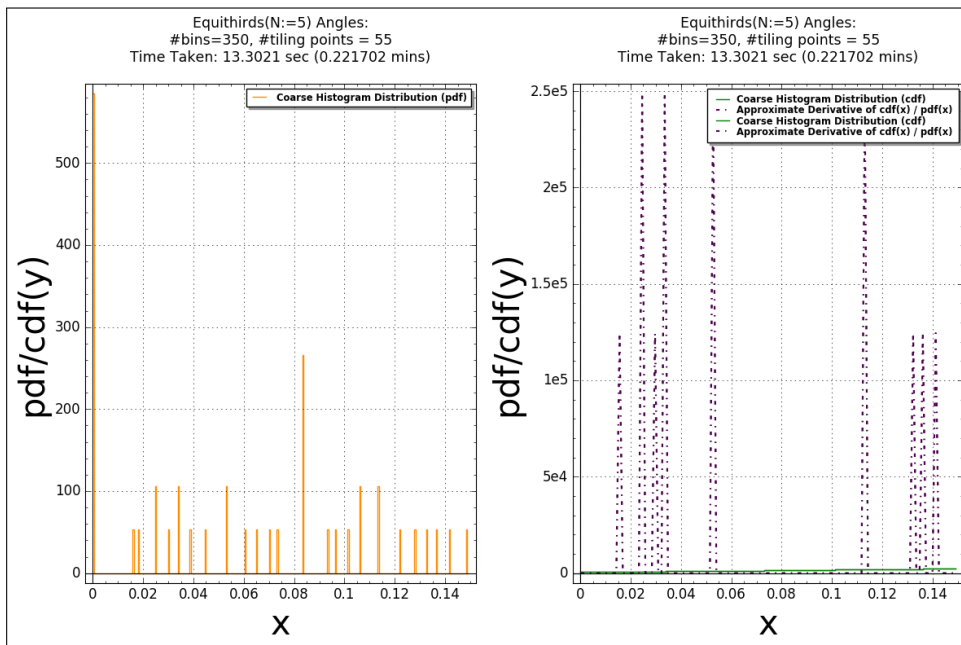 Equithirds(N:=5) Angles:
#bins=350, #tiling points = 55
Time Taken: 13.3021 sec (0.221702 mins)
Coarse Histogram Distribution (pdf)
pdf/cdf(y)
500
400
300
200
100
0
0
0.02
0.04
0.06
0.08
0.1
0.12
0.14
x
Equithirds(N:=5) Angles:
#bins=350, #tiling points = 55
Time Taken: 13.3021 sec (0.221702 mins)
Coarse Histogram Distribution (cdf)
Approximate Derivative of cdf(x) / pdf(x)
Coarse Histogram Distribution (cdf)
Approximate Derivative of cdf(x) / pdf(x)
pdf/cdf(y)
2.5e5
2e5
1.5e5
1e5
5e4
0
0
0.02
0.04
0.06
0.08
0.1
0.12
0.14
x